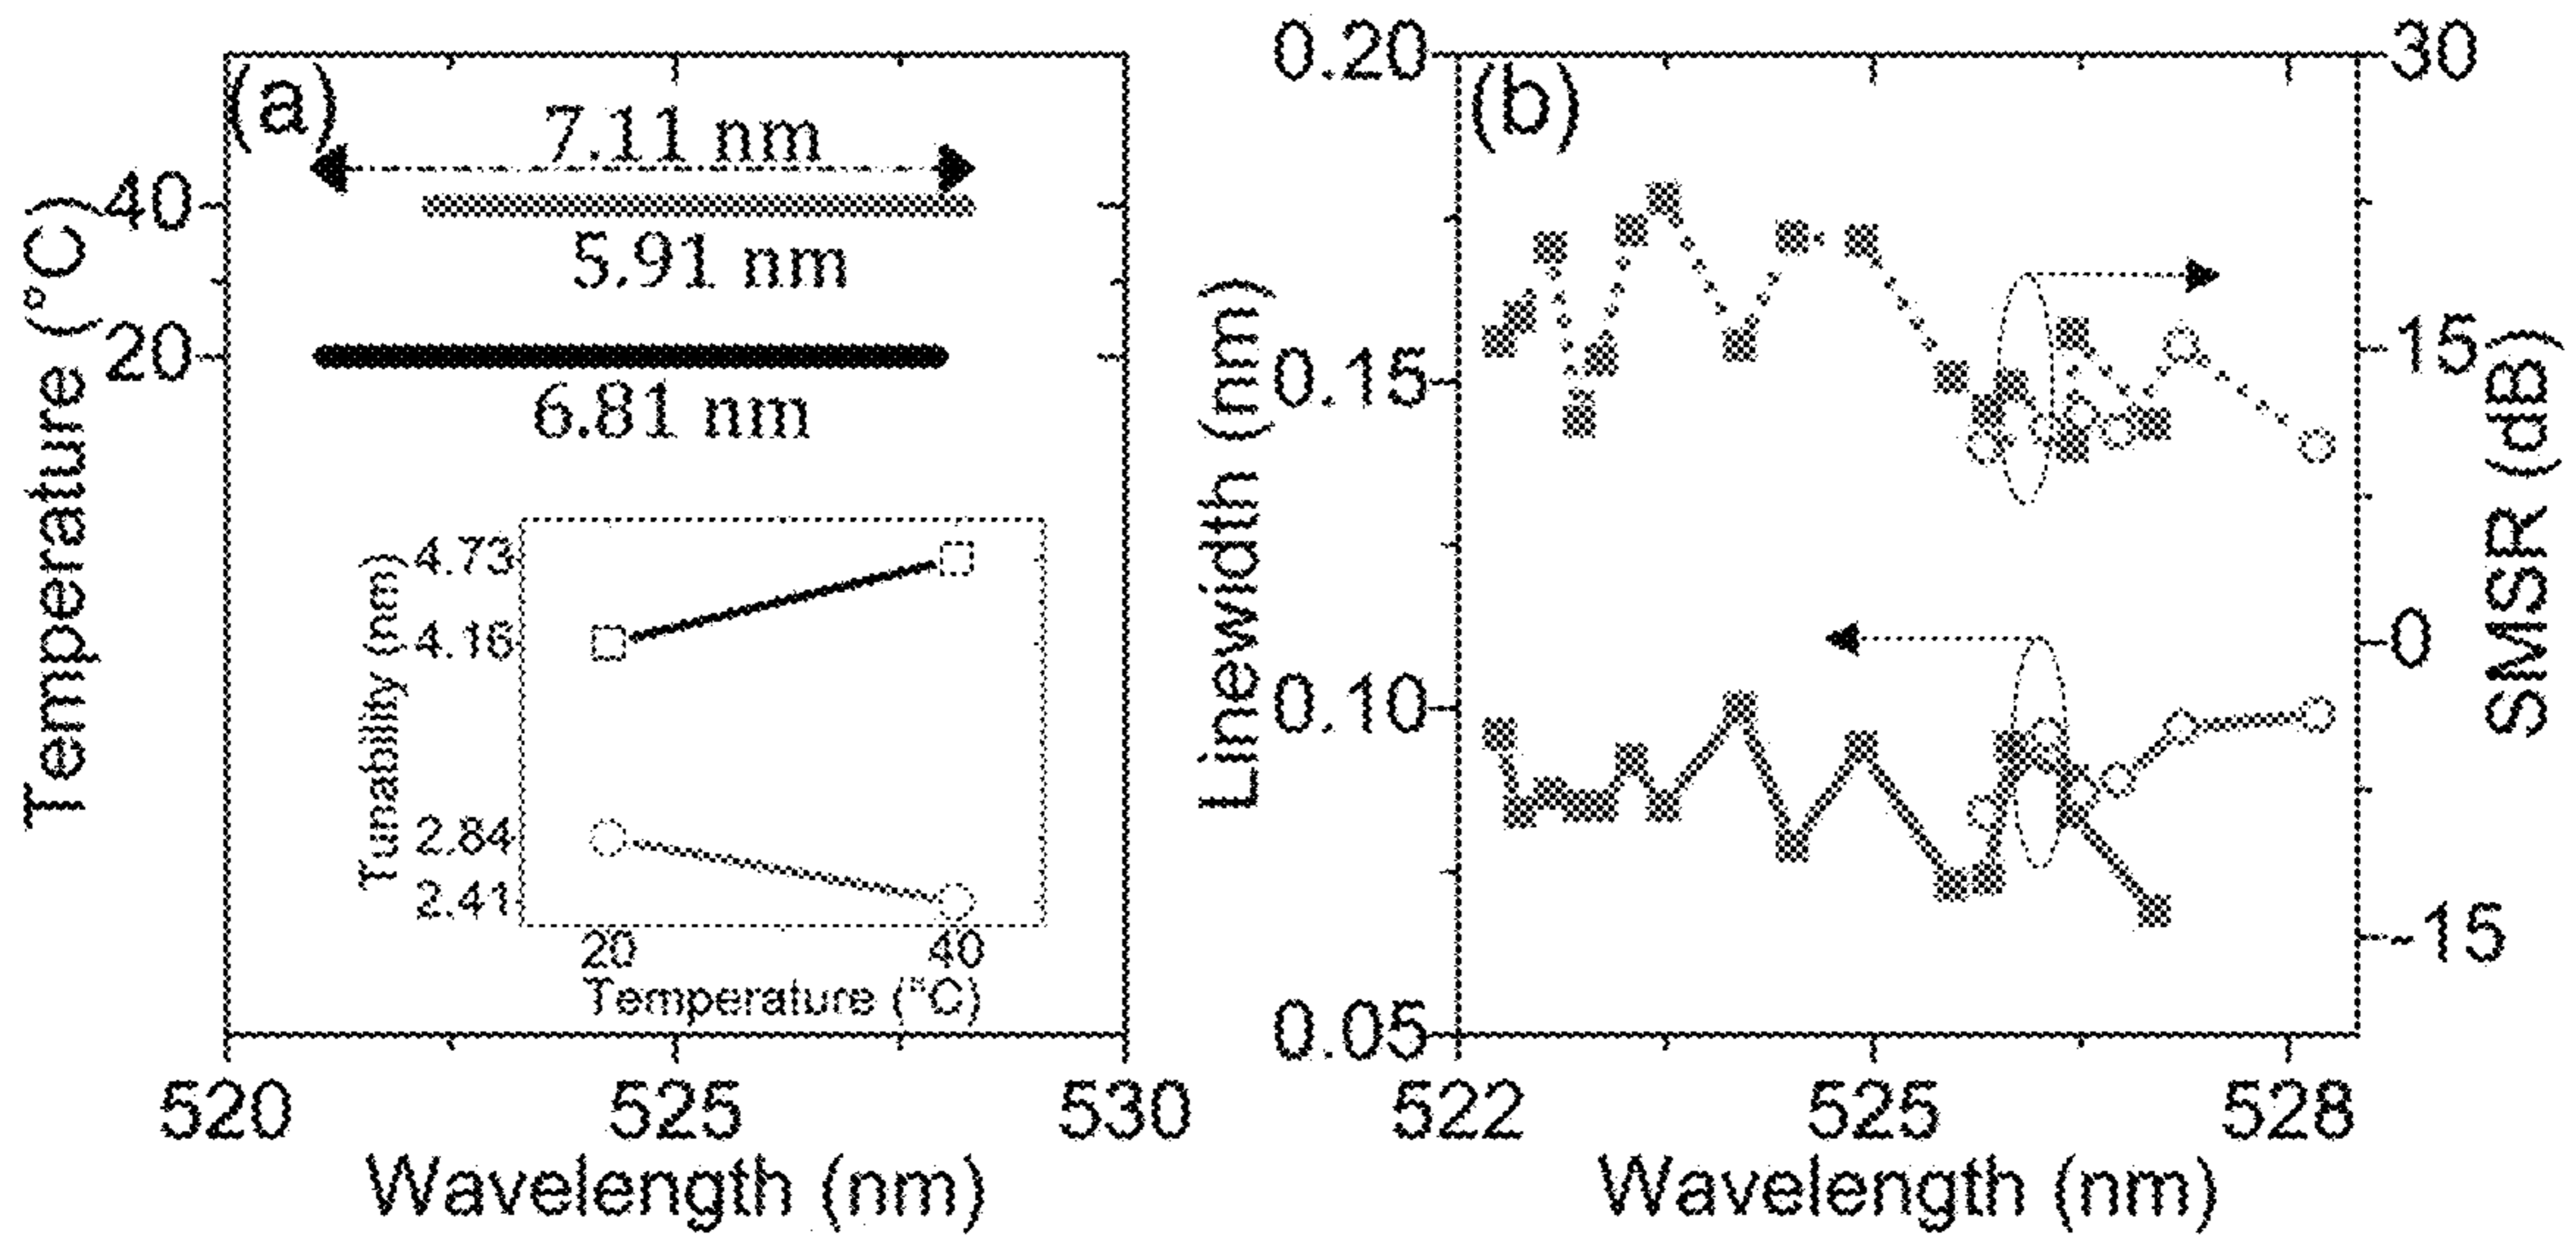 (a)
7.11 nm
40
5.91 nm
20
6.81 nm
Temperature (°C)
4.73
4.16
2.84
2.41
Tunability (nm)
20 40
Temperature (°C)
520 525 530
Wavelength (nm)
(b)
0.20
0.15
0.10
0.05
Linewidth (nm)
30
15
0
-15
SMSR (dB)
522 525 528
Wavelength (nm)